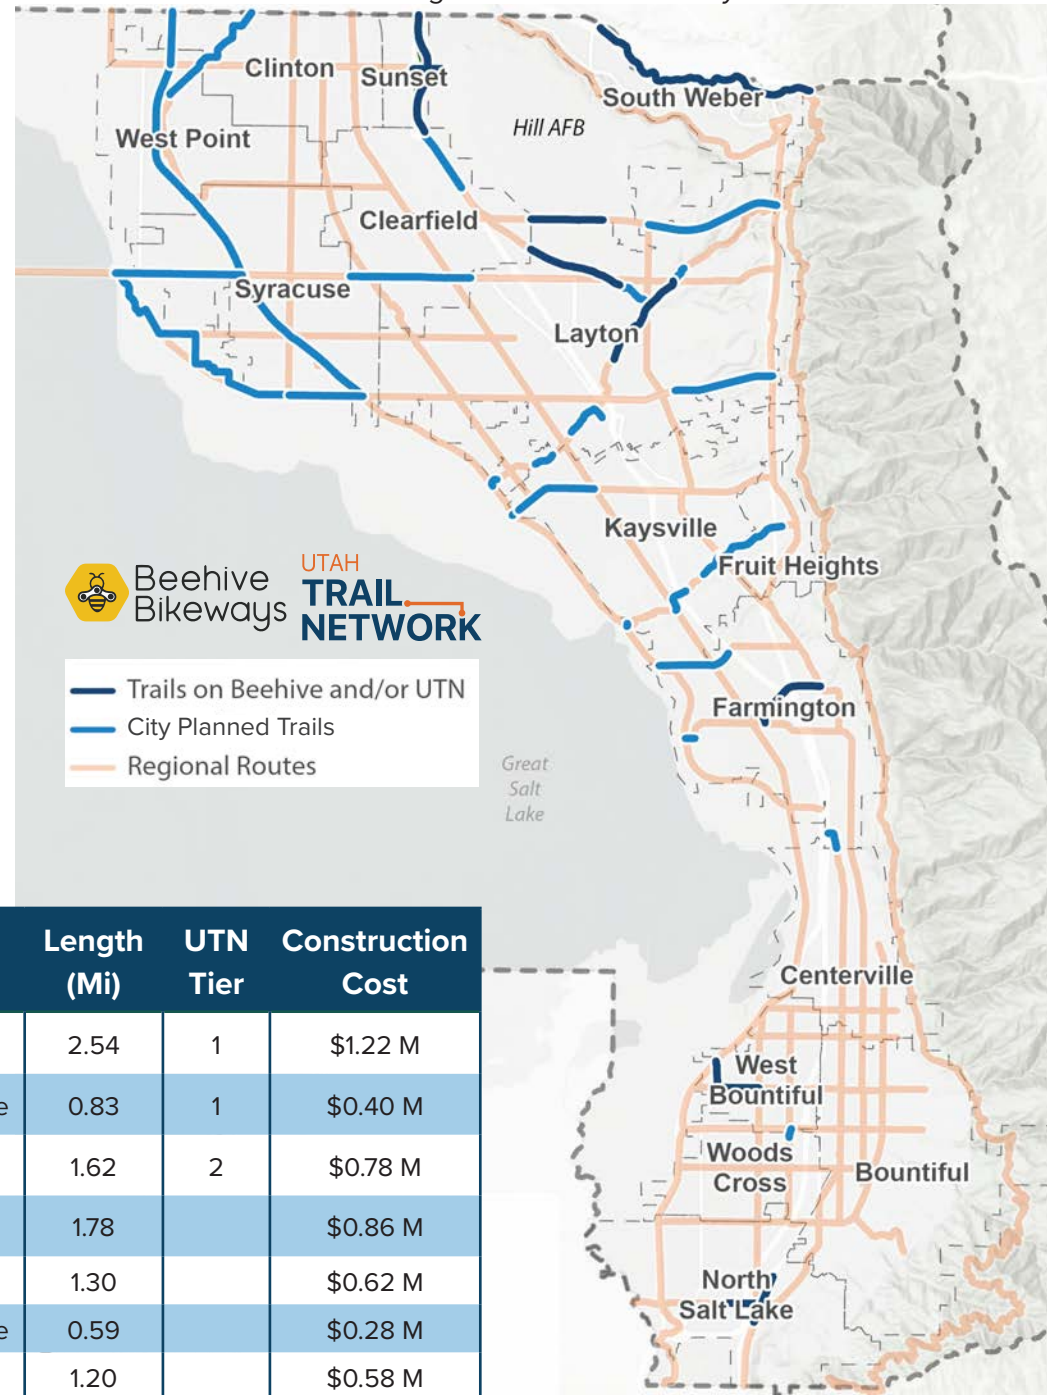 Clinton
Sunset
South Weber
Hill AFB
West Point
Clearfield
Syracuse
Layton
Kaysville
Fruit Heights
Beehive
Bikeways
UTAH
TRAIL
NETWORK
Trails on Beehive and/or UTN
City Planned Trails
Regional Routes
Farmington
Great
Salt
Lake
Centerville
West
Bountiful
Woods
Cross
Bountiful
North
Salt Lake
Length (Mi) UTN Tier Construction Cost
2.54 1 $1.22 M
e 0.83 1 $0.40 M
1.62 2 $0.78 M
1.78 $0.86 M
1.30 $0.62 M
e 0.59 $0.28 M
1.20 $0.58 M